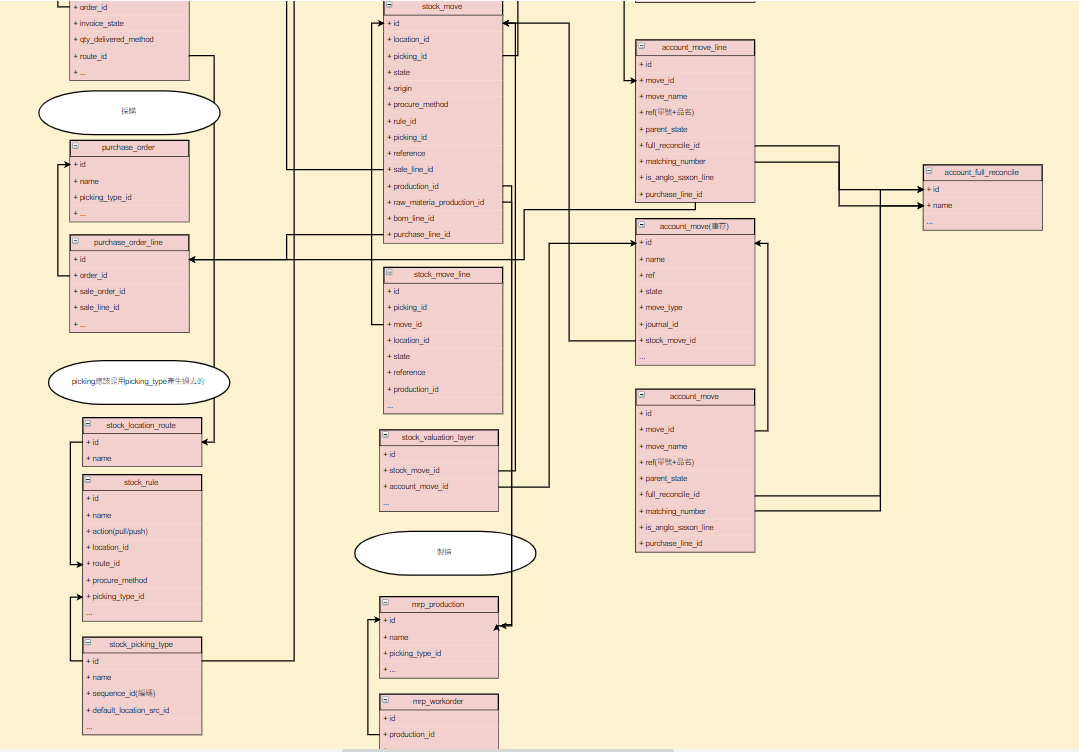 + order_id
+ invoice_state
+ qty_delivered_method
+ route_id
+ ...
採購
purchase_order
+ id
+ name
+ picking_type_id
+ ...
purchase_order_line
+ id
+ order_id
+ sale_order_id
+ sale_line_id
+ ...
picking應該是用picking_type產生過去的
stock_location_route
+ id
+ name
stock_rule
+ id
+ name
+ action(pull/push)
+ location_id
+ route_id
+ procure_method
+ picking_type_id
...
stock_picking_type
+ id
+ name
+ sequence_id(編碼)
+ default_location_src_id
...
stock_move
+ id
+ location_id
+ picking_id
+ state
+ origin
+ procure_method
+ rule_id
+ picking_id
+ reference
+ sale_line_id
+ production_id
+ raw_materia_production_id
+ bom_line_id
+ purchase_line_id
stock_move_line
+ id
+ picking_id
+ move_id
+ location_id
+ state
+ reference
+ production_id
...
stock_valuation_layer
+ id
+ stock_move_id
+ account_move_id
...
製造
mrp_production
+ id
+ name
+ picking_type_id
+ ...
mrp_workorder
+ id
+ production_id
account_move_line
+ id
+ move_id
+ move_name
+ ref(單號+品名)
+ parent_state
+ full_reconcile_id
+ matching_number
+ is_anglo_saxon_line
+ purchase_line_id
account_move(庫存)
+ id
+ name
+ ref
+ state
+ move_type
+ journal_id
+ stock_move_id
...
account_move
+ id
+ move_id
+ move_name
+ ref(單號+品名)
+ parent_state
+ full_reconcile_id
+ matching_number
+ is_anglo_saxon_line
+ purchase_line_id
account_full_reconcile
+ id
+ name
...